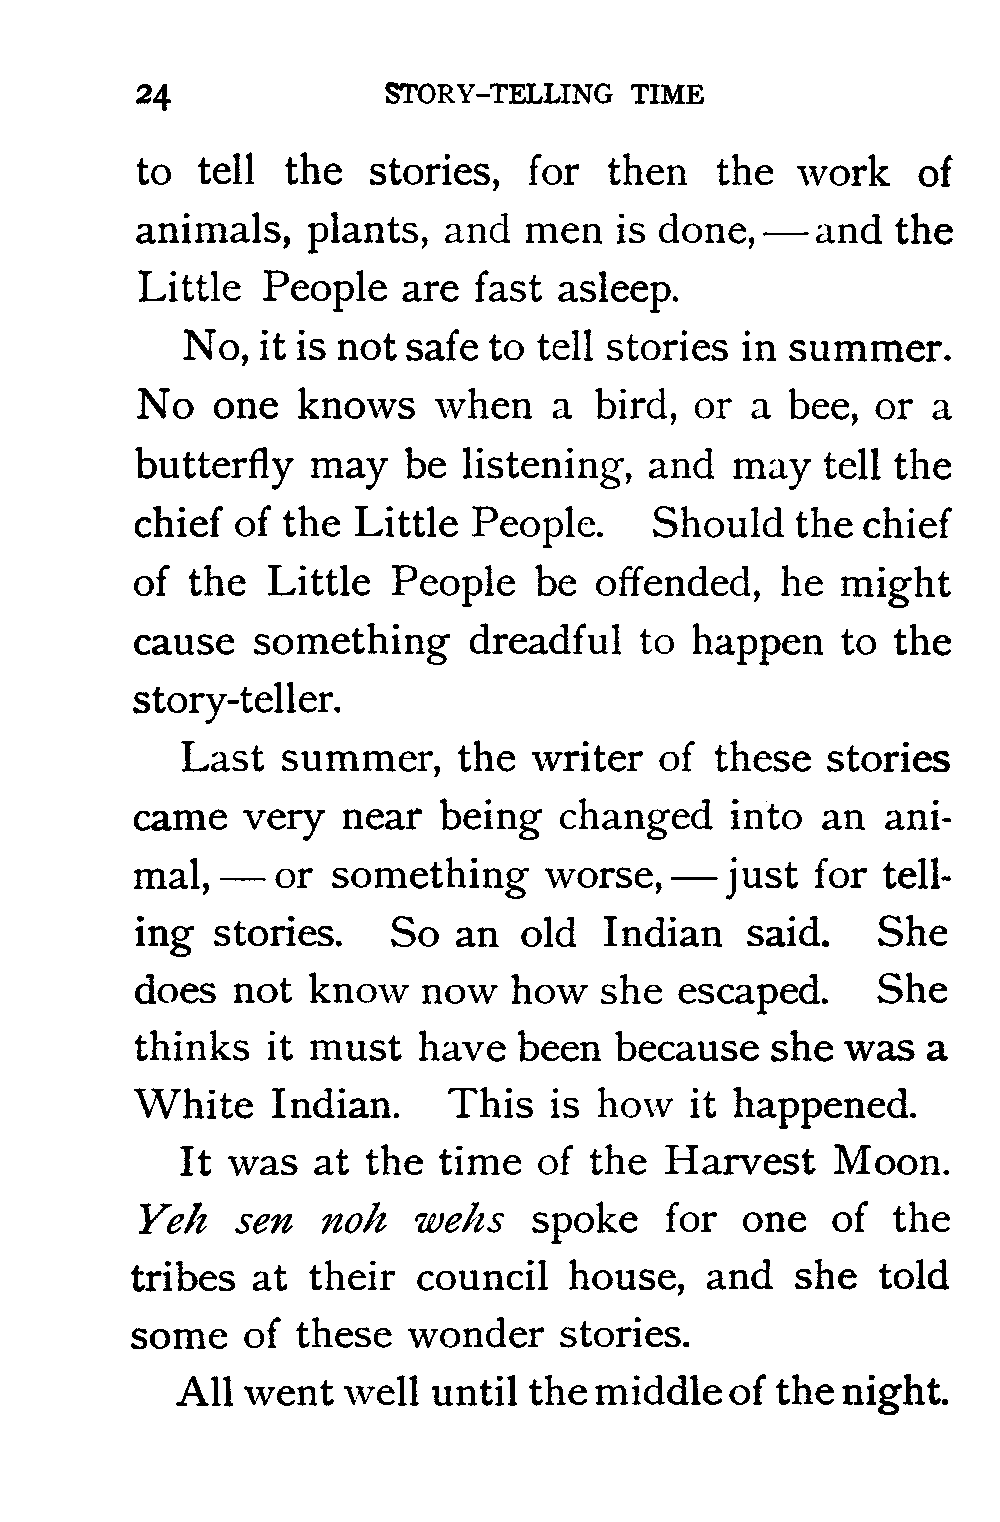 24 STORY-TELLING TIME
to tell the stories, for then the work of
animals, plants, and men is done,—and the
Little People are fast asleep.
No, it is not safe to tell stories in summer.
No one knows when a bird, or a bee, or a
butterfly may be listening, and may tell the
chief of the Little People. Should the chief
of the Little People be offended, he might
cause something dreadful to happen to the
story-teller.
Last summer, the writer of these stories
came very near being changed into an ani-
mal,—or something worse,—just for tell-
ing stories. So an old Indian said. She
does not know now how she escaped. She
thinks it must have been because she was a
White Indian. This is how it happened.
It was at the time of the Harvest Moon.
Yeh sen noh wehs spoke for one of the
tribes at their council house, and she told
some of these wonder stories.
All went well until the middle of the night.